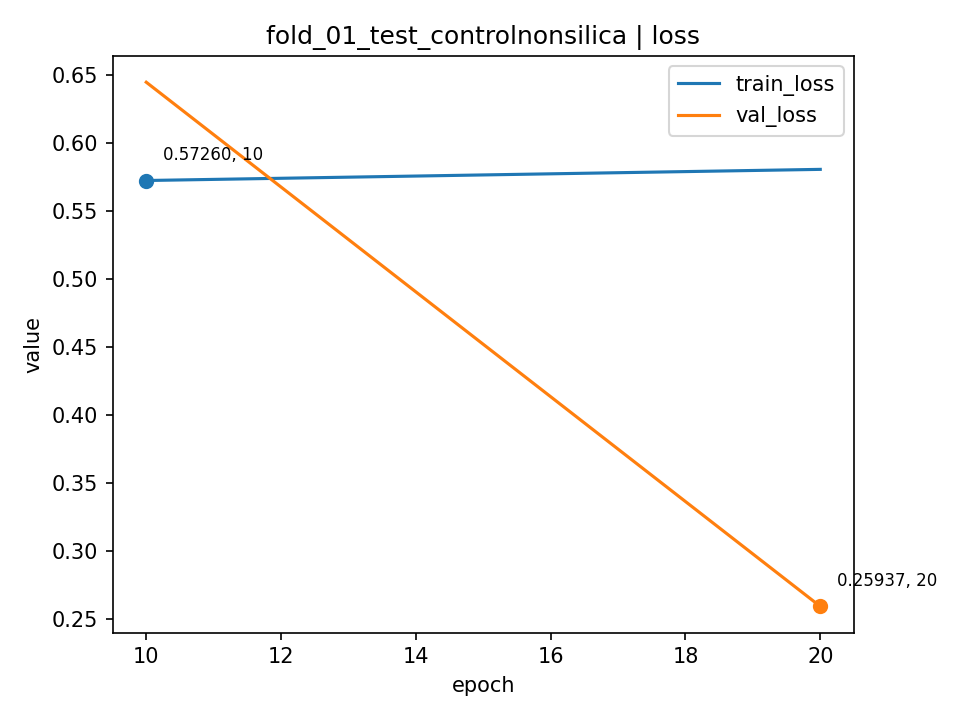 fold_01_test_controlnonsilica | loss
train_loss
val_loss
0.65
0.60
0.55
0.50
0.45
0.40
0.35
0.30
0.25
value
0.57260, 10
0.25937, 20
10 12 14 16 18 20
epoch